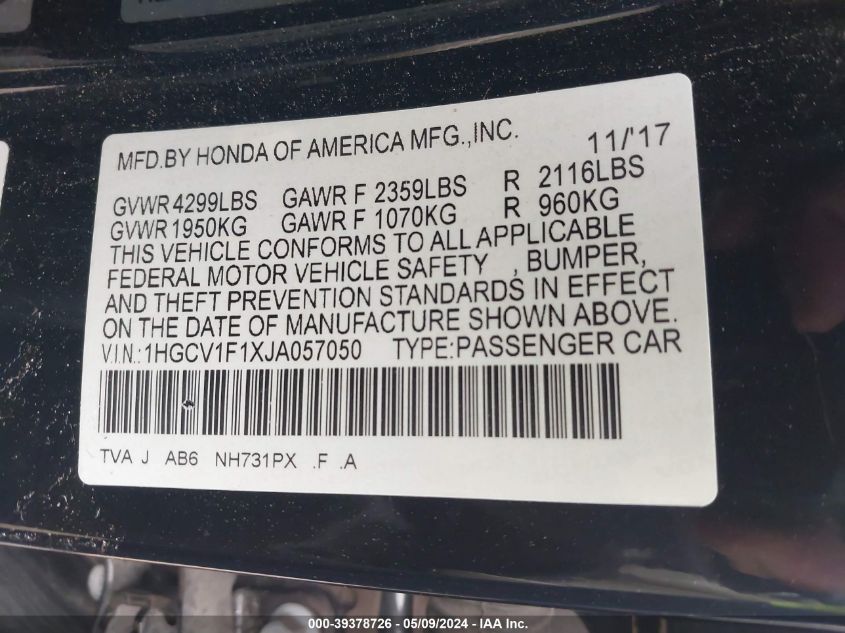 MFD.BY HONDA OF AMERICA MFG.,INC. 11/'17
GVWR 4299LBS GAWR F 2359LBS R 2116LBS
GVWR 1950KG GAWR F 1070KG R 960KG
THIS VEHICLE CONFORMS TO ALL APPLICABLE
FEDERAL MOTOR VEHICLE SAFETY , BUMPER,
AND THEFT PREVENTION STANDARDS IN EFFECT
ON THE DATE OF MANUFACTURE SHOWN ABOVE.
V.I.N.:1HGCV1F1XJA057050 TYPE:PASSENGER CAR
TVA J AB6 NH731PX .F .A
000-39378726 - 05/09/2024 - IAA Inc.